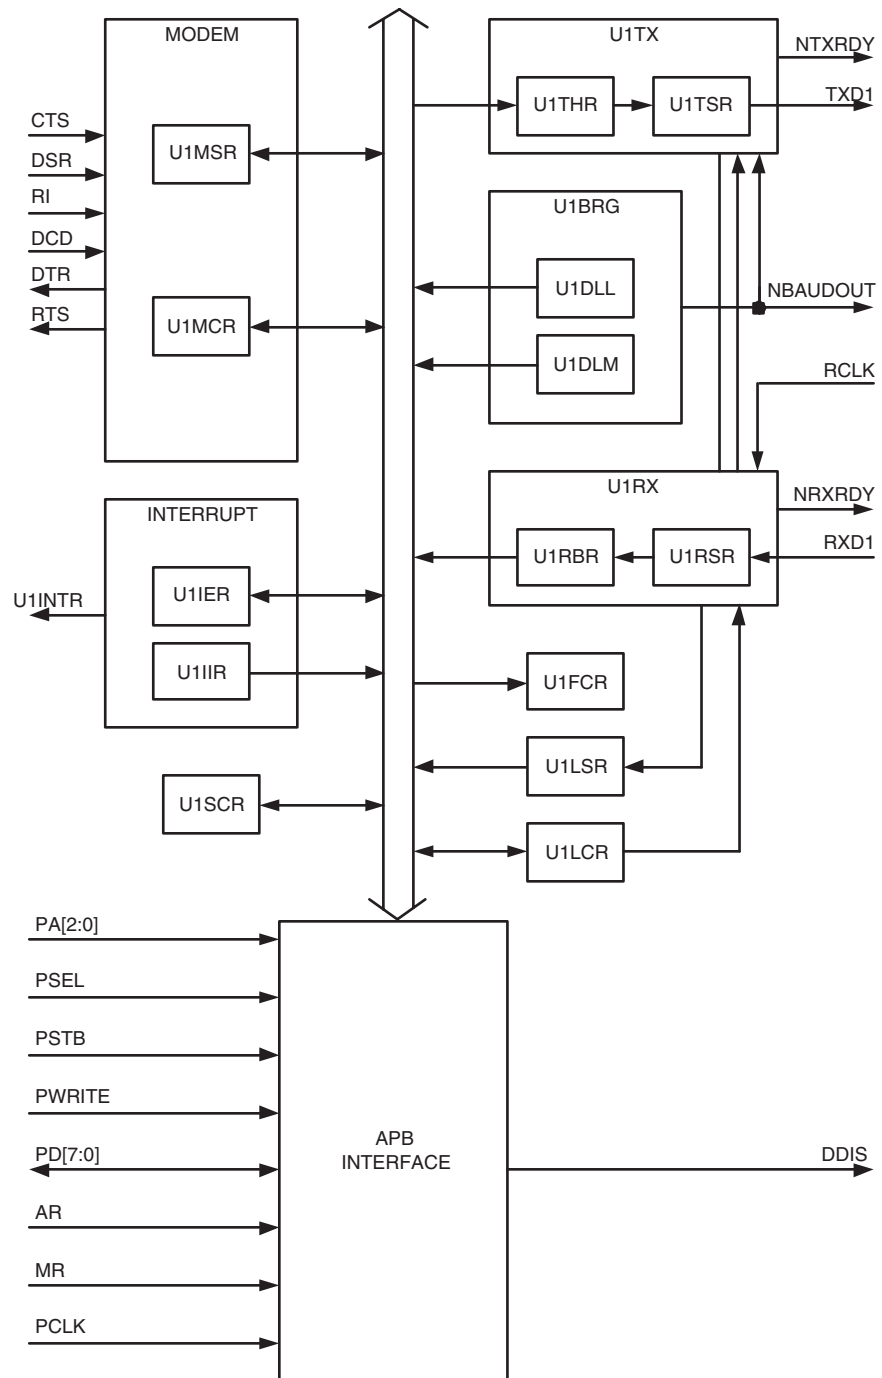 MODEM
CTS
DSR
RI
DCD
DTR
RTS
U1MSR
U1MCR
U1TX
U1THR
U1TSR
NTXRDY
TXD1
U1BRG
U1DLL
U1DLM
NBAUDOUT
RCLK
U1RX
U1RBR
U1RSR
NRXRDY
RXD1
INTERRUPT
U1INTR
U1IER
U1IIR
U1FCR
U1LSR
U1SCR
U1LCR
PA[2:0]
PSEL
PSTB
PWRITE
PD[7:0]
AR
MR
PCLK
APB
INTERFACE
DDIS